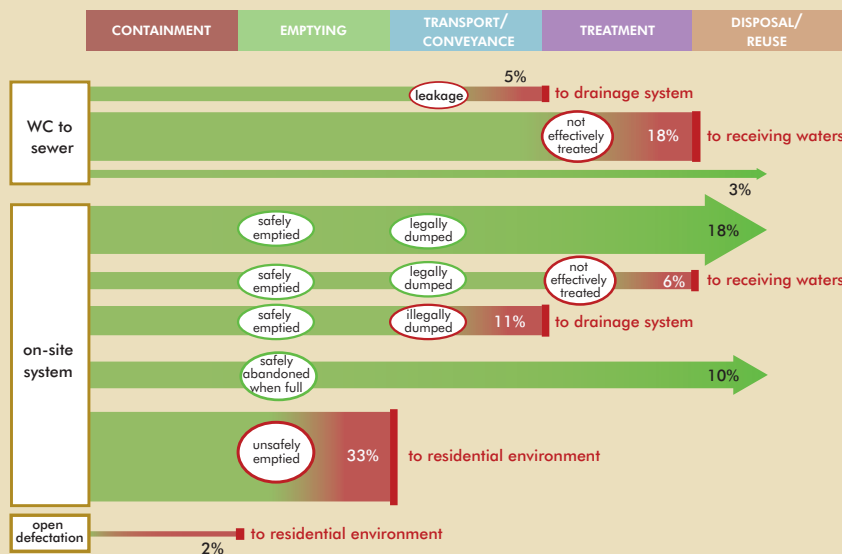 CONTAINMENT
EMPTYING
TRANSPORT/
CONVEYANCE
TREATMENT
DISPOSAL/
REUSE
WC to
sewer
leakage
5%
to drainage system
not
effectively
treated
18%
to receiving waters
3%
on-site
system
safely
emptied
legally
dumped
18%
safely
emptied
legally
dumped
not
effectively
treated
6%
to receiving waters
safely
emptied
illegally
dumped
11%
to drainage system
safely
abandoned
when full
10%
unsafely
emptied
33%
to residential environment
open
defectation
2%
to residential environment